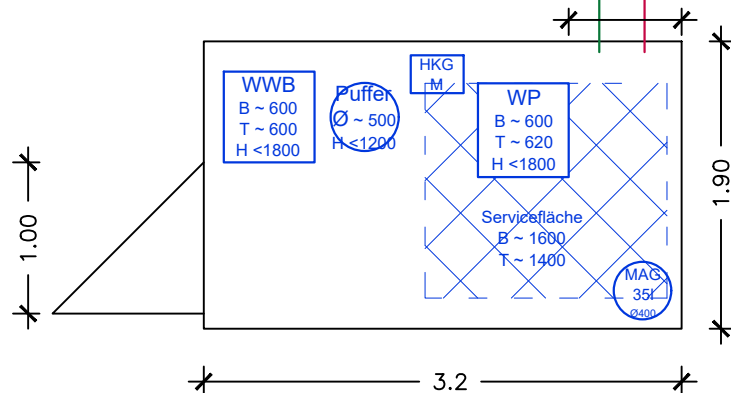 WWB
B ~ 600
T ~ 600
H <1800
Puffer
Ø ~ 500
H <1200
HKG
M
WP
B ~ 600
T ~ 620
H <1800
Servicefläche
B ~ 1600
T ~ 1400
MAG
35l
Ø400
1.00
1.90
3.2